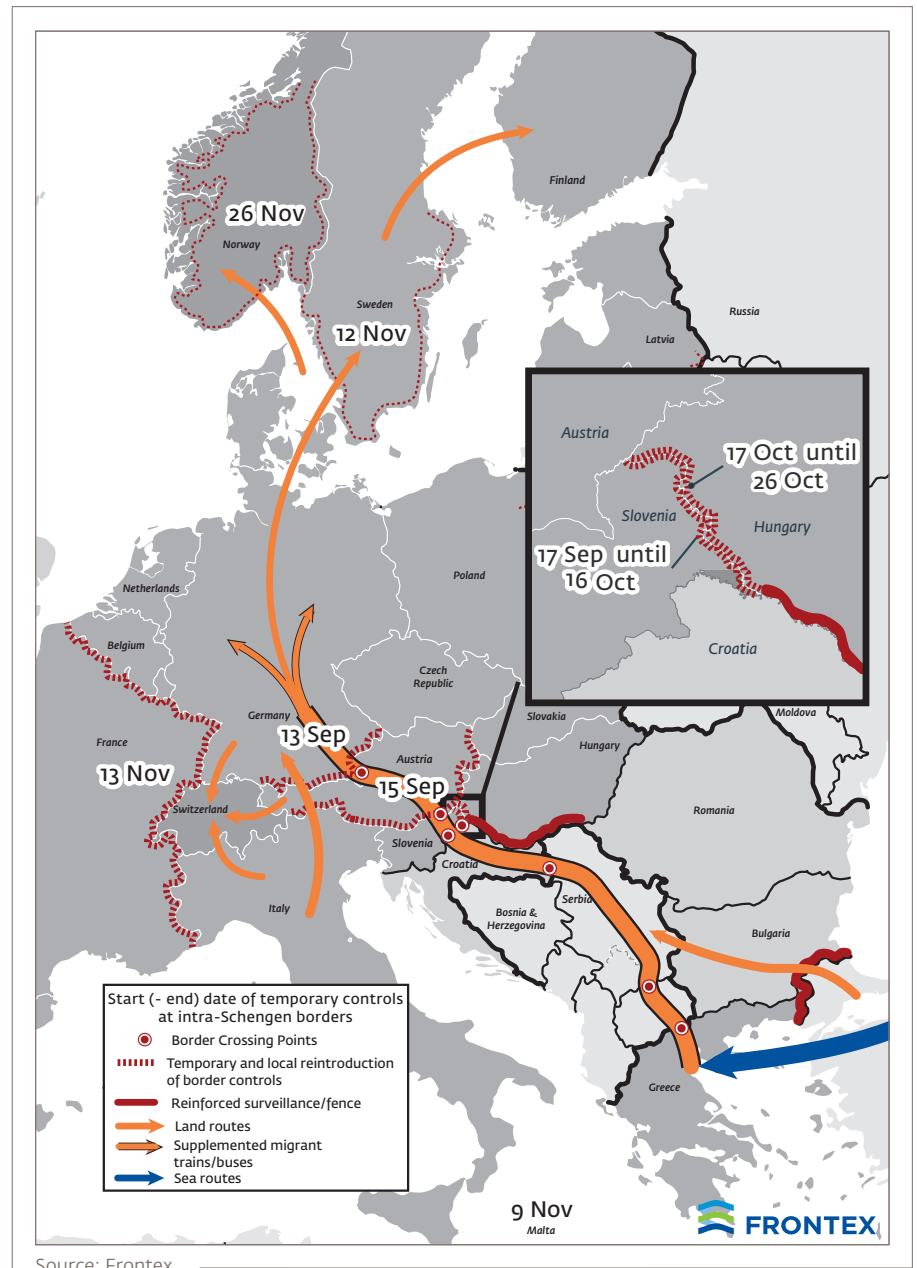 Finland
26 Nov
Norway
Sweden
12 Nov
Russia
Latvia
Austria
17 Oct until
26 Oct
Slovenia
Hungary
17 Sep until
16 Oct
Croatia
Netherlands
Poland
Belgium
Czech
Republic
Germany
13 Sep
France
13 Nov
Austria
15 Sep
Slovakia
Hungary
Moldova
Switzerland
Romania
Slovenia
Croatia
Italy
Serbia
Bosnia &
Herzegovina
Bulgaria
Greece
Start (- end) date of temporary controls
at intra-Schengen borders
Border Crossing Points
Temporary and local reintroduction
of border controls
Reinforced surveillance/fence
Land routes
Supplemented migrant
trains/buses
Sea routes
9 Nov
Malta
FRONTEX
Source: Frontex